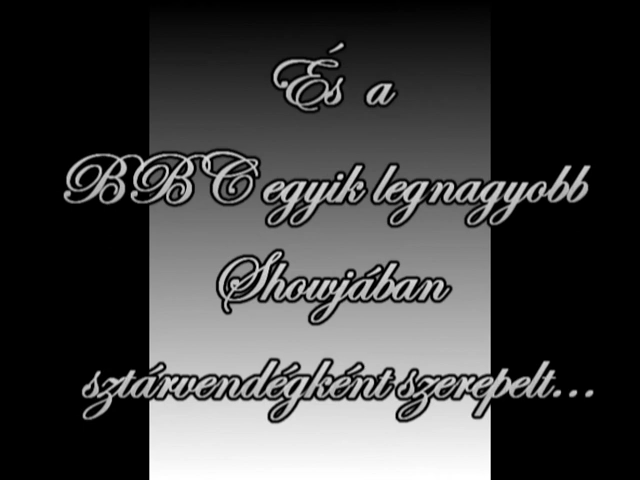 És a
BBC egyik legnagyobb
Showjában
sztárvendégként szerepelt...